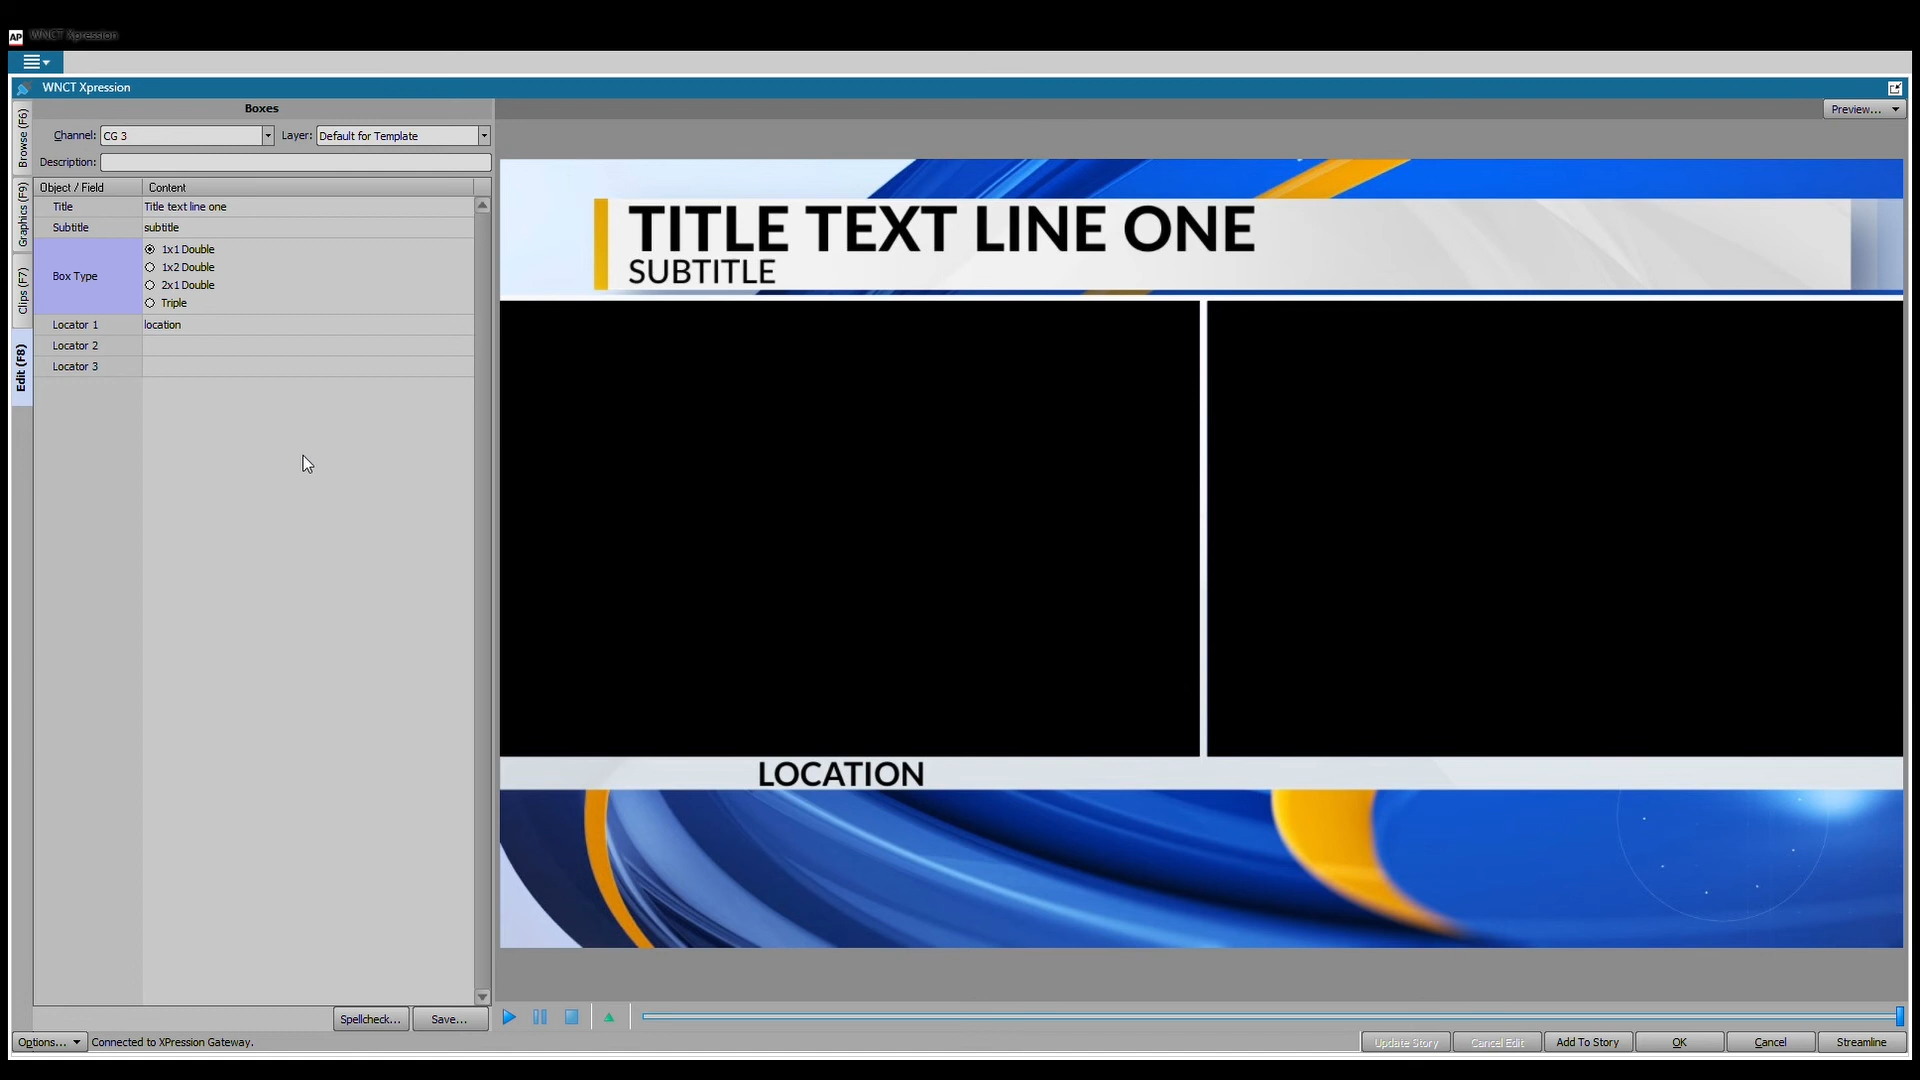 AP WNCT Xpression
WNCT Xpression
Boxes
Preview...
Channel: CG 3 Layer: Default for Template
Description:
Object / Field Content
Title Title text line one
Subtitle subtitle
Box Type
1x1 Double
1x2 Double
2x1 Double
Triple
Locator 1 location
Locator 2
Locator 3
Browse (F6)
Graphics (F9)
Clips (F7)
Edit (F8)
TITLE TEXT LINE ONE
SUBTITLE
LOCATION
Spellcheck... Save...
Options... Connected to XPression Gateway.
Update Story Cancel Edit Add To Story OK Cancel Streamline